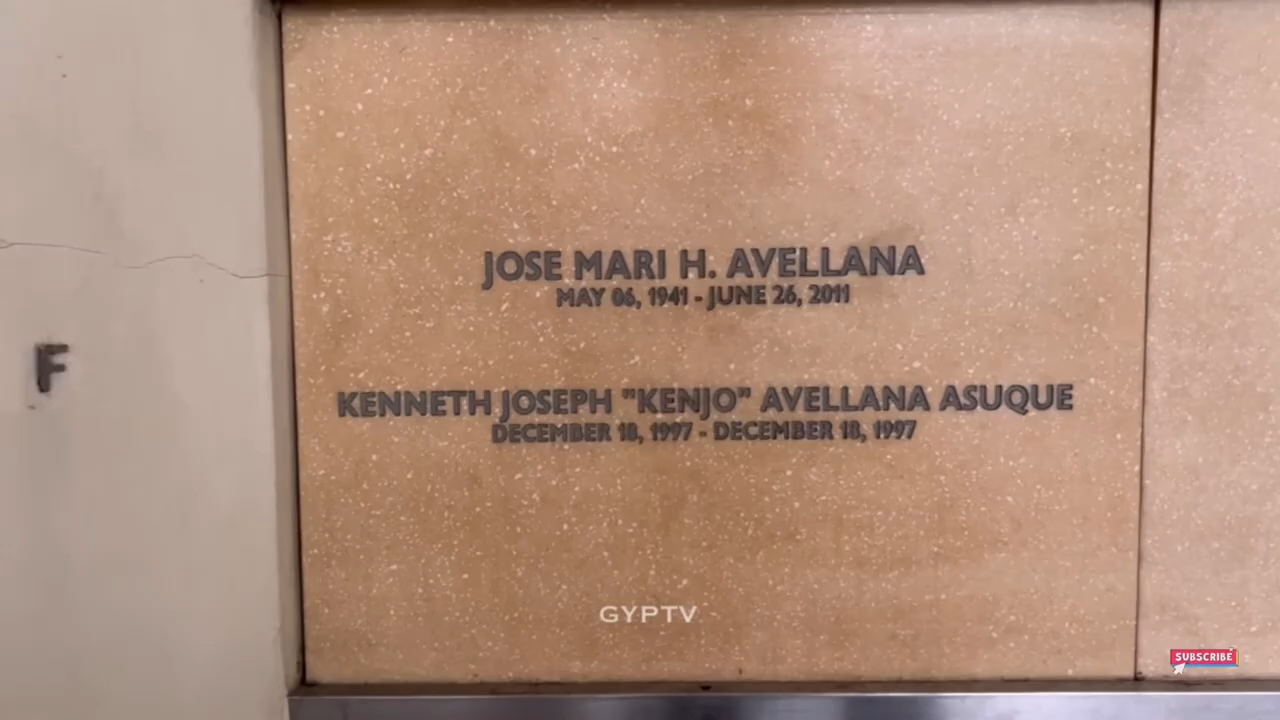 JOSE MARI H. AVELLANA
MAY 06, 1941 - JUNE 26, 2011
F
KENNETH JOSEPH "KENJO" AVELLANA ASUQUE
DECEMBER 18, 1997 - DECEMBER 18, 1997
GYPTV
SUBSCRIBE